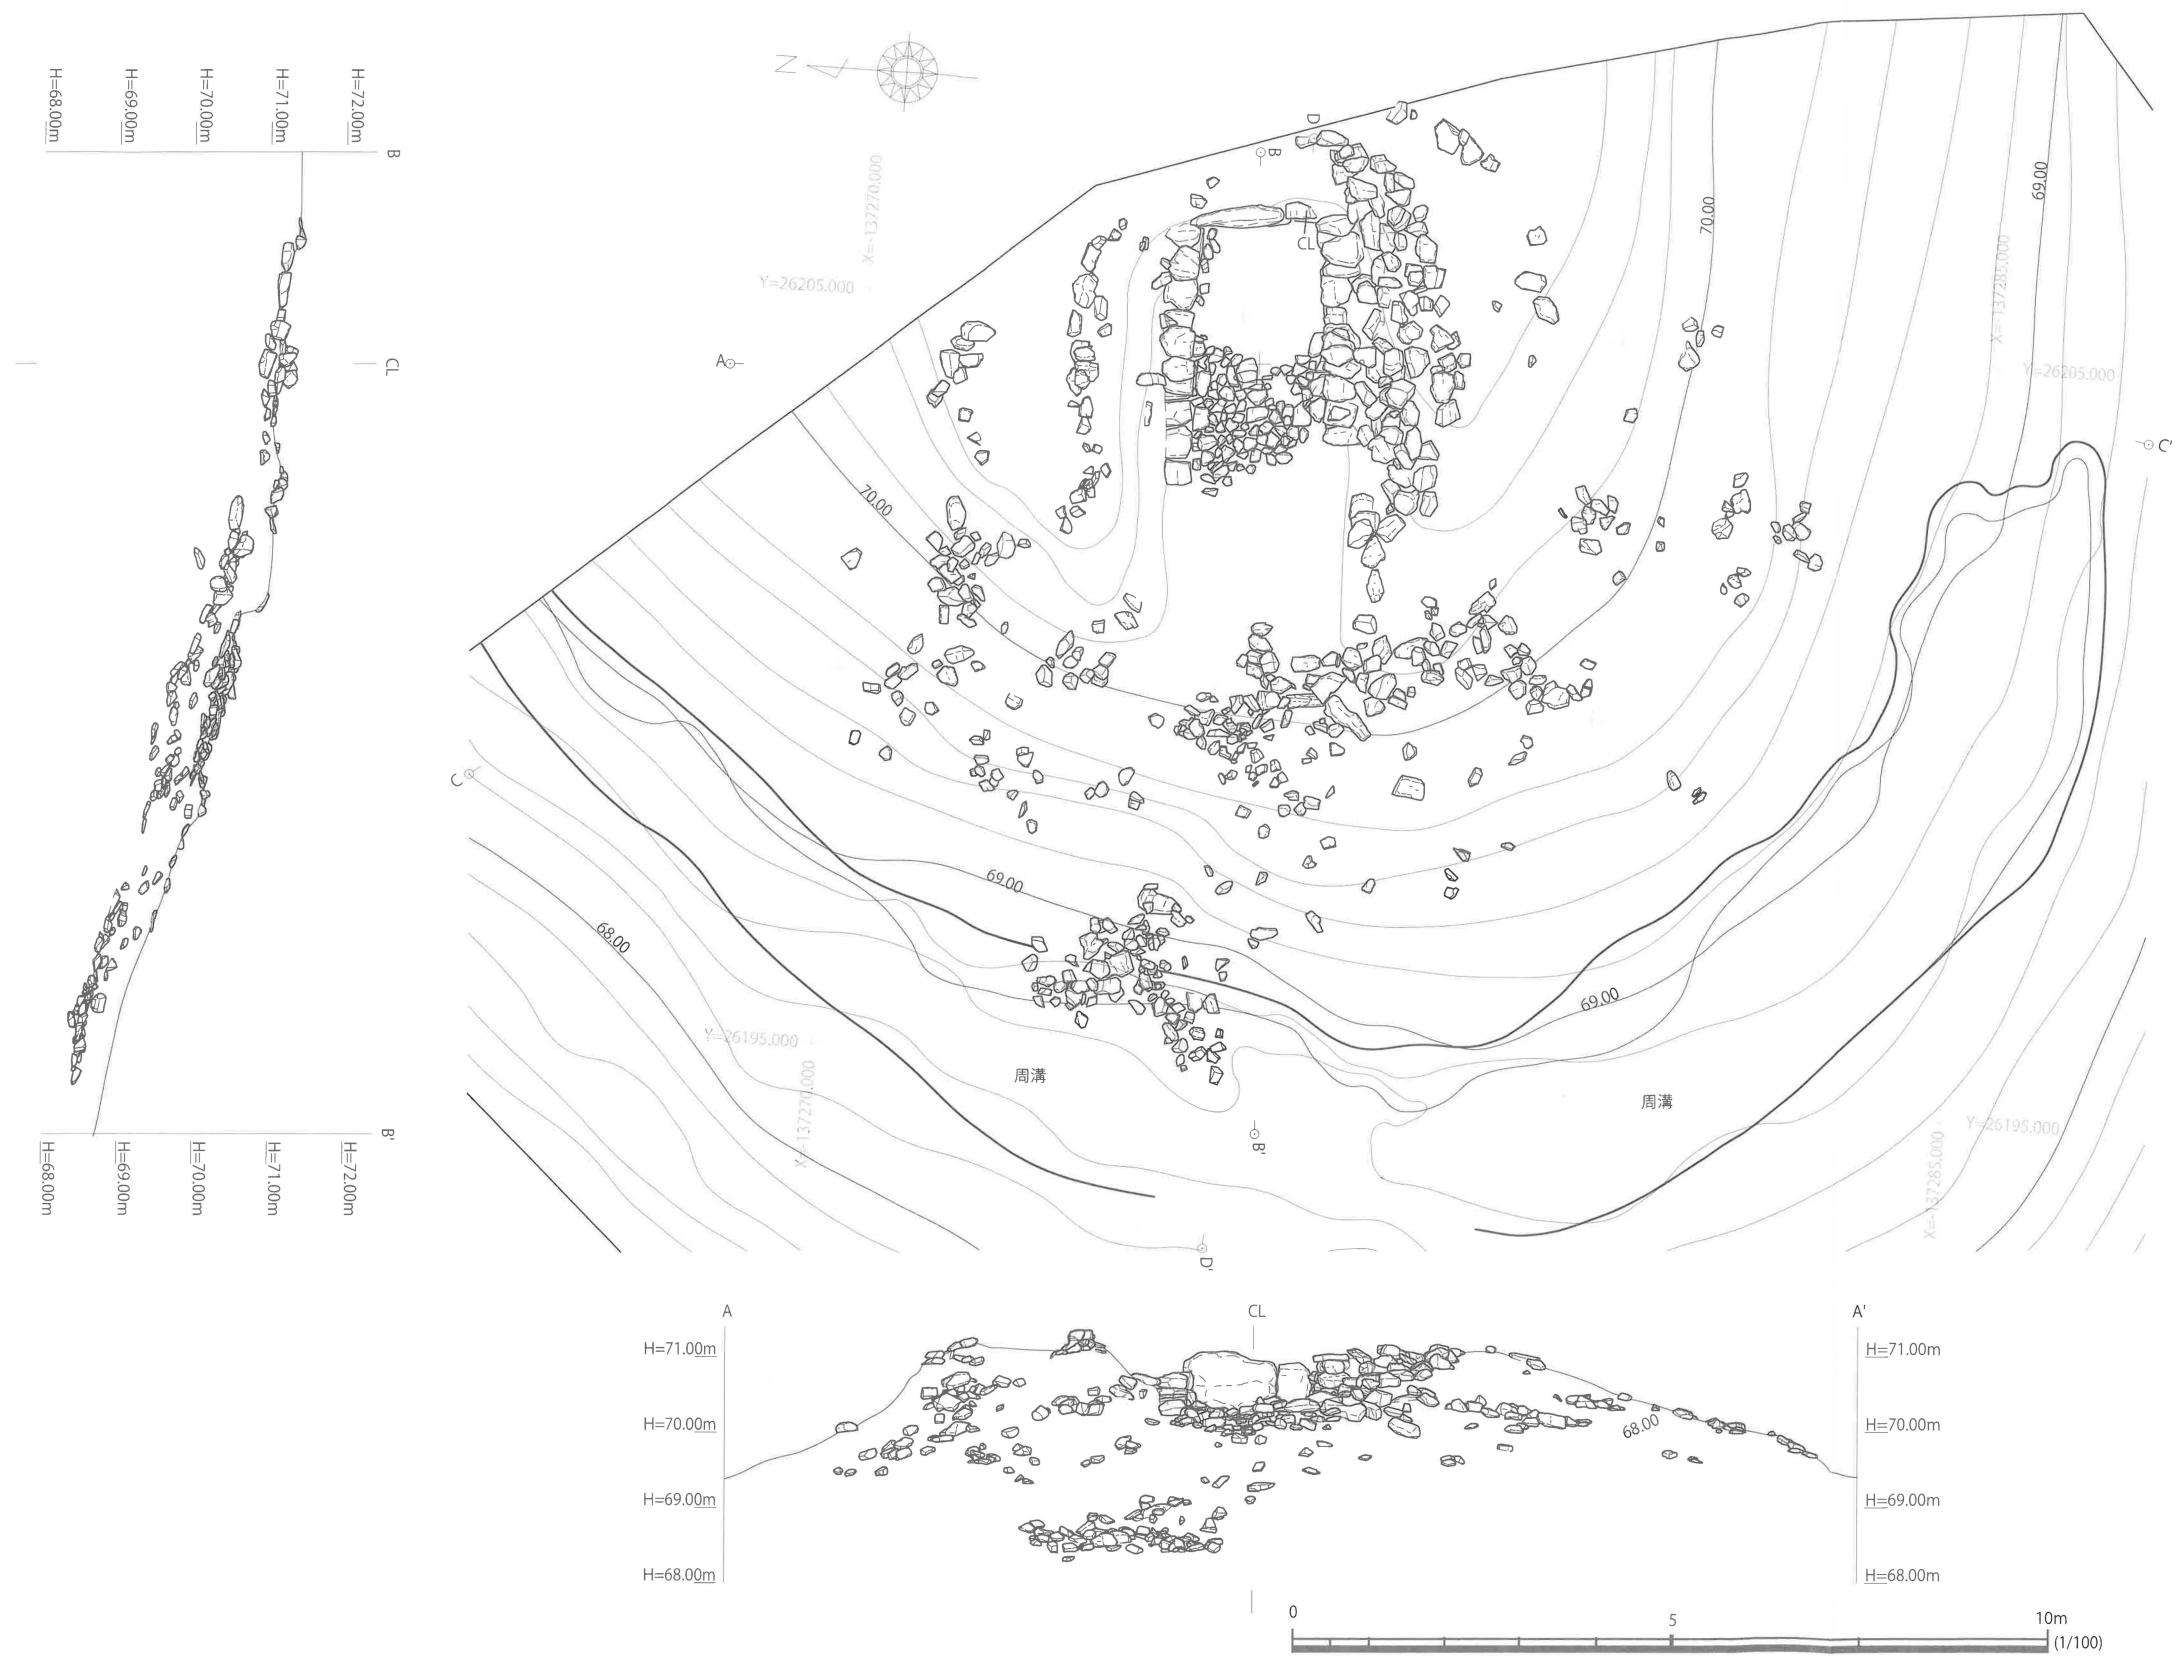 H=68.00m
H=69.00m
H=70.00m
H=71.00m
H=72.00m
B
CL
B'
H=68.00m
H=69.00m
H=70.00m
H=71.00m
H=72.00m
N
X=-137270.000
Y=26205.000
A
B
D
CL
70.00
69.00
X=-137285.000
Y=26205.000
C'
70.00
C
69.00
68.00
69.00
Y=26195.000
X=-137270.000
周溝
周溝
B'
D'
Y=26195.000
X=-137285.000
A
CL
A'
H=71.00m
H=70.00m
H=69.00m
H=68.00m
68.00
H=71.00m
H=70.00m
H=69.00m
H=68.00m
0
5
10m
(1/100)